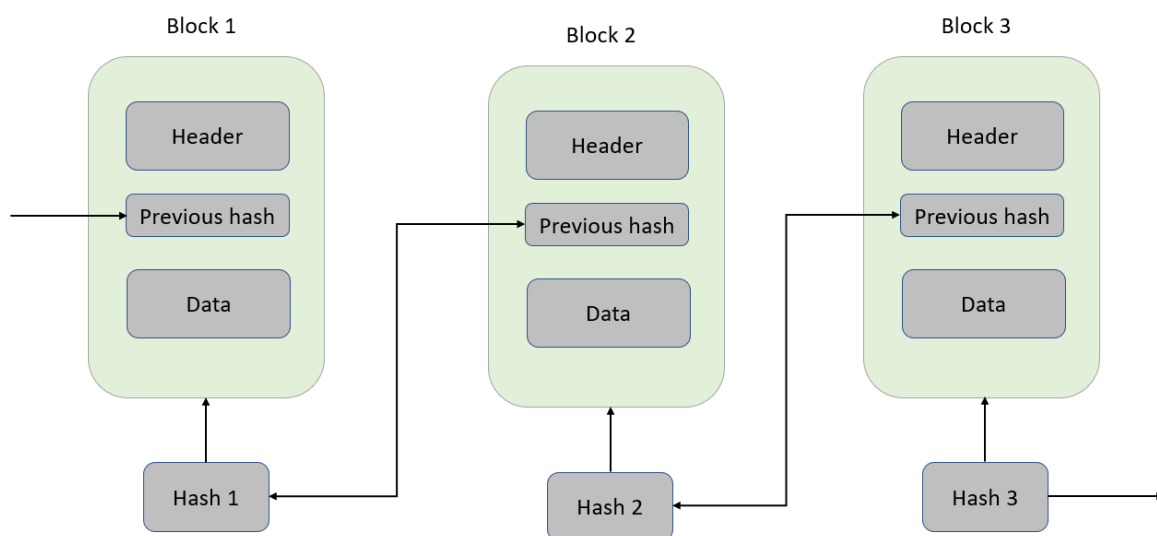 Block 1
Block 2
Block 3
Header
Header
Header
Previous hash
Previous hash
Previous hash
Data
Data
Data
Hash 1
Hash 2
Hash 3